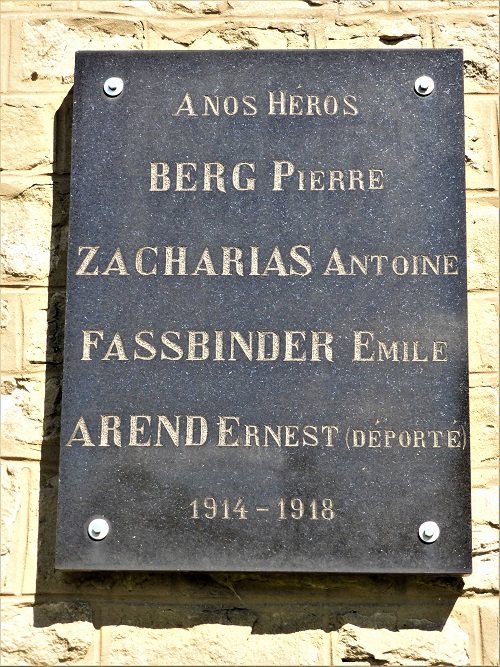 A NOS HÉROS
BERG PIERRE
ZACHARIAS ANTOINE
FASSBINDER EMILE
AREND ERNEST (DÉPORTÉ)
1914 - 1918